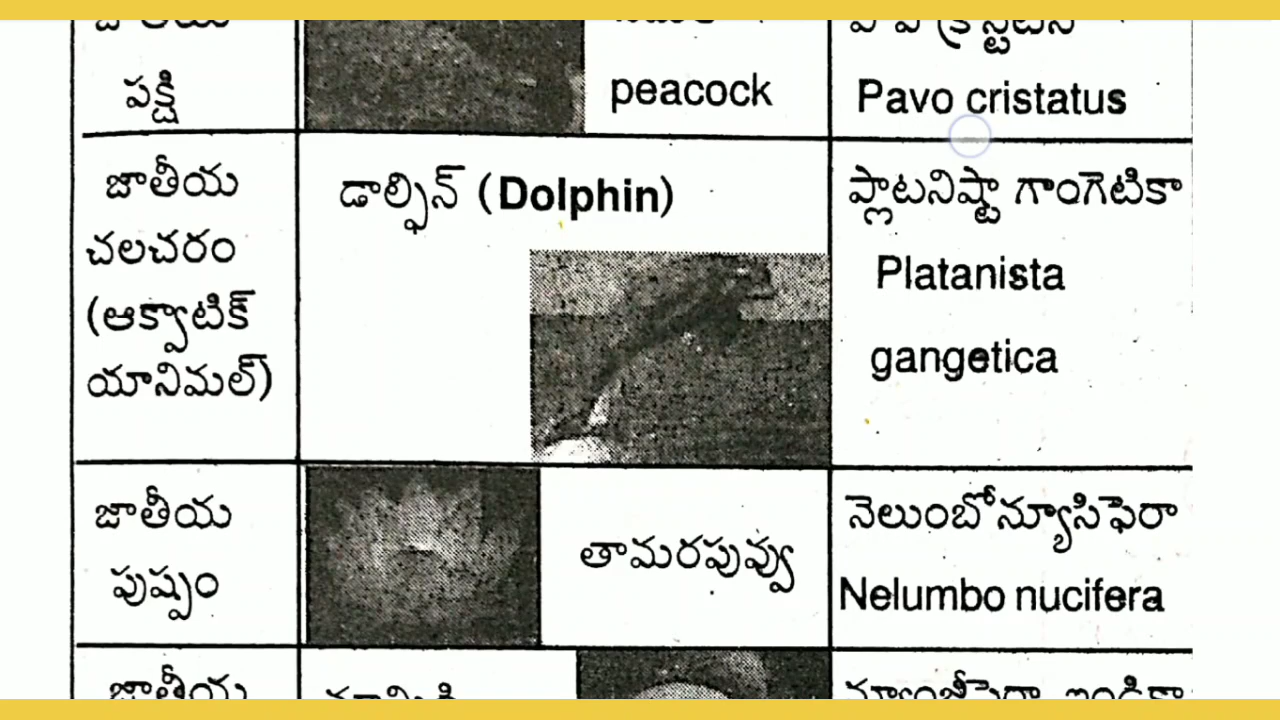 పక్షి
peacock
Pavo cristatus
జాతీయ
చలచరం
(ఆక్వాటిక్
యానిమల్)
డాల్ఫిన్ (Dolphin)
ప్లాటనిష్టా గాంగెటికా
Platanista
gangetica
జాతీయ
పుష్పం
తామరపువ్వు
నెలుంబోన్యూసిఫెరా
Nelumbo nucifera
జాతీయ